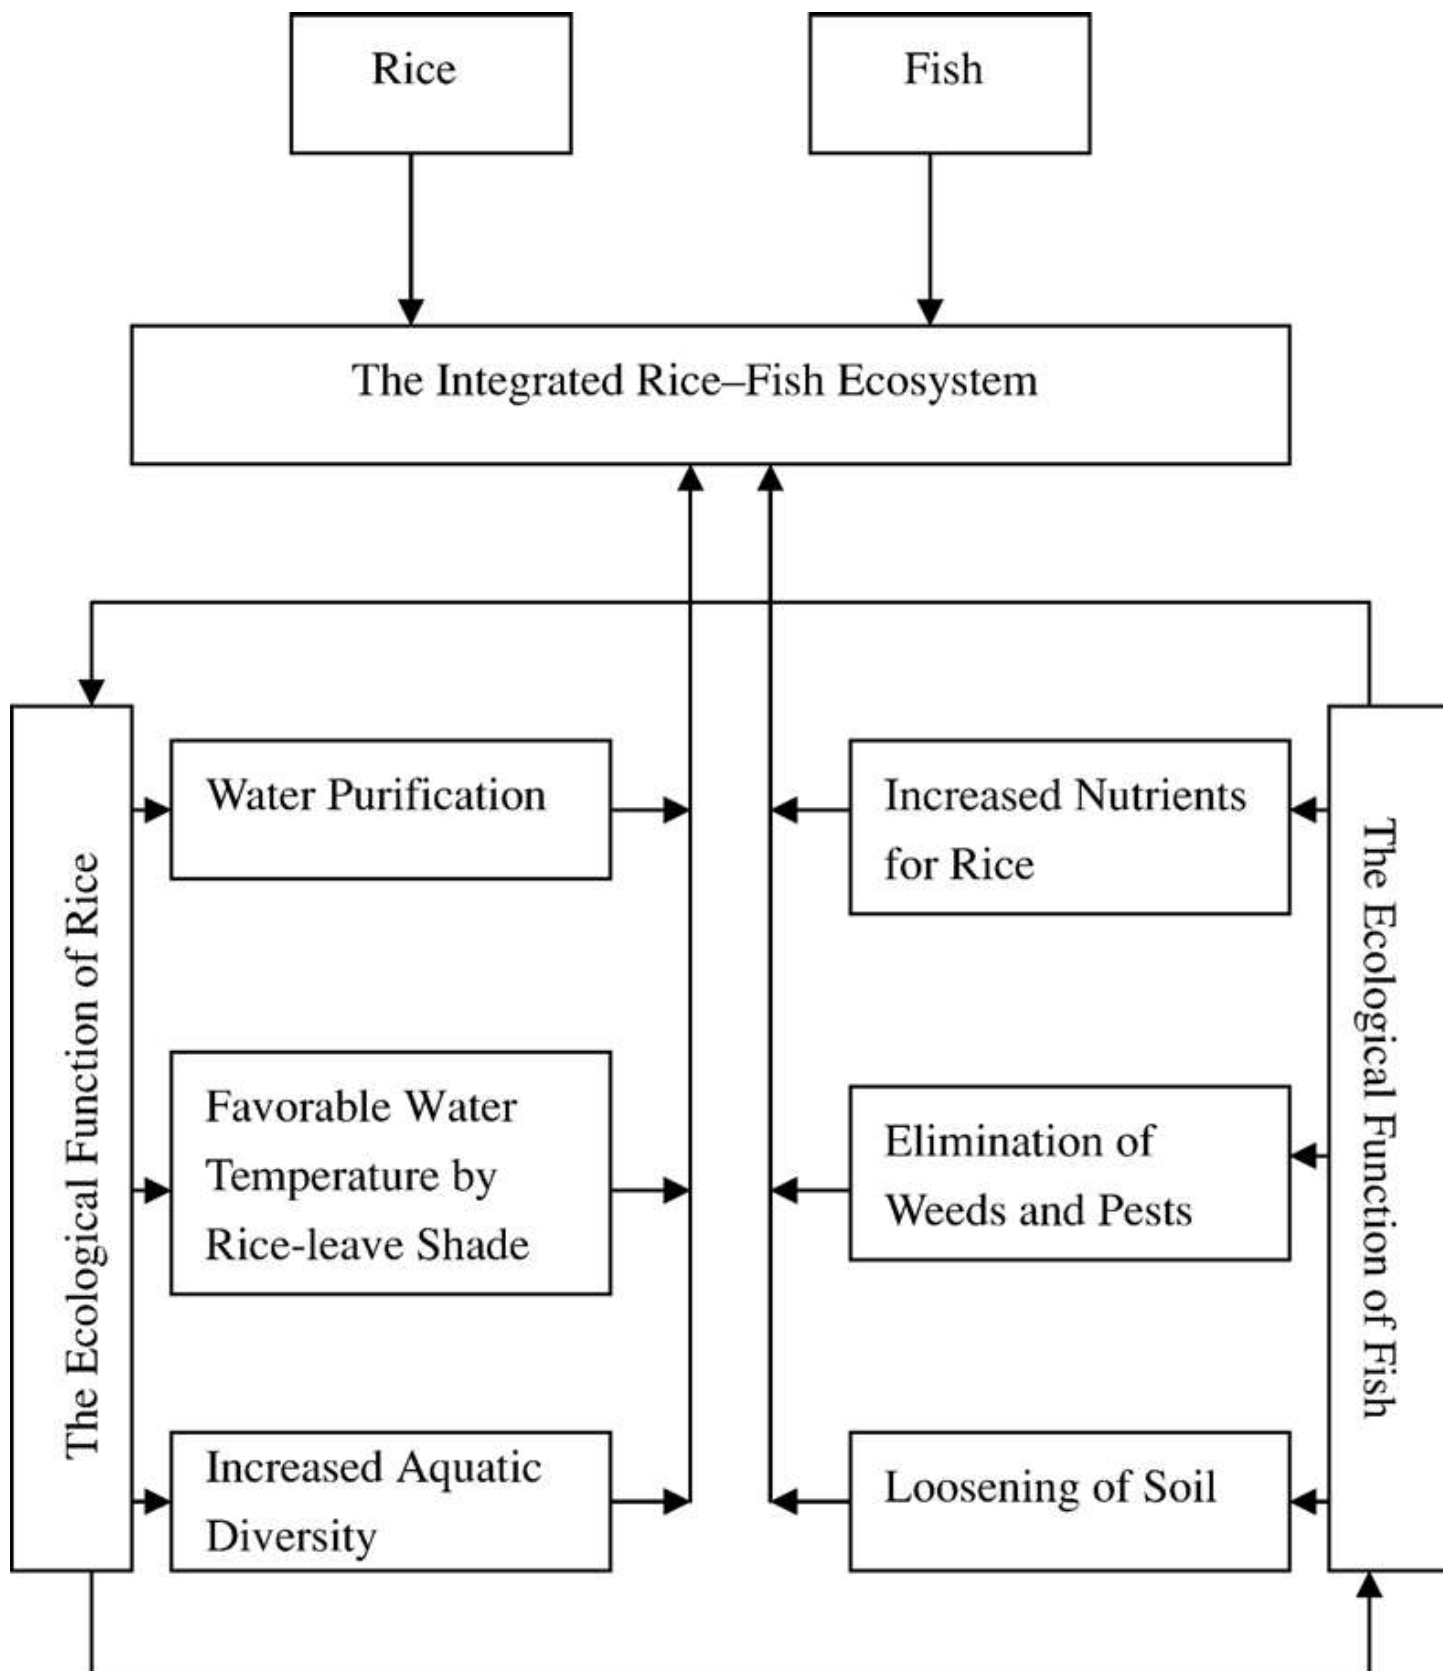 Rice
Fish
The Integrated Rice–Fish Ecosystem
The Ecological Function of Rice
Water Purification
Favorable Water
Temperature by
Rice-leave Shade
Increased Aquatic
Diversity
Increased Nutrients
for Rice
Elimination of
Weeds and Pests
Loosening of Soil
The Ecological Function of Fish